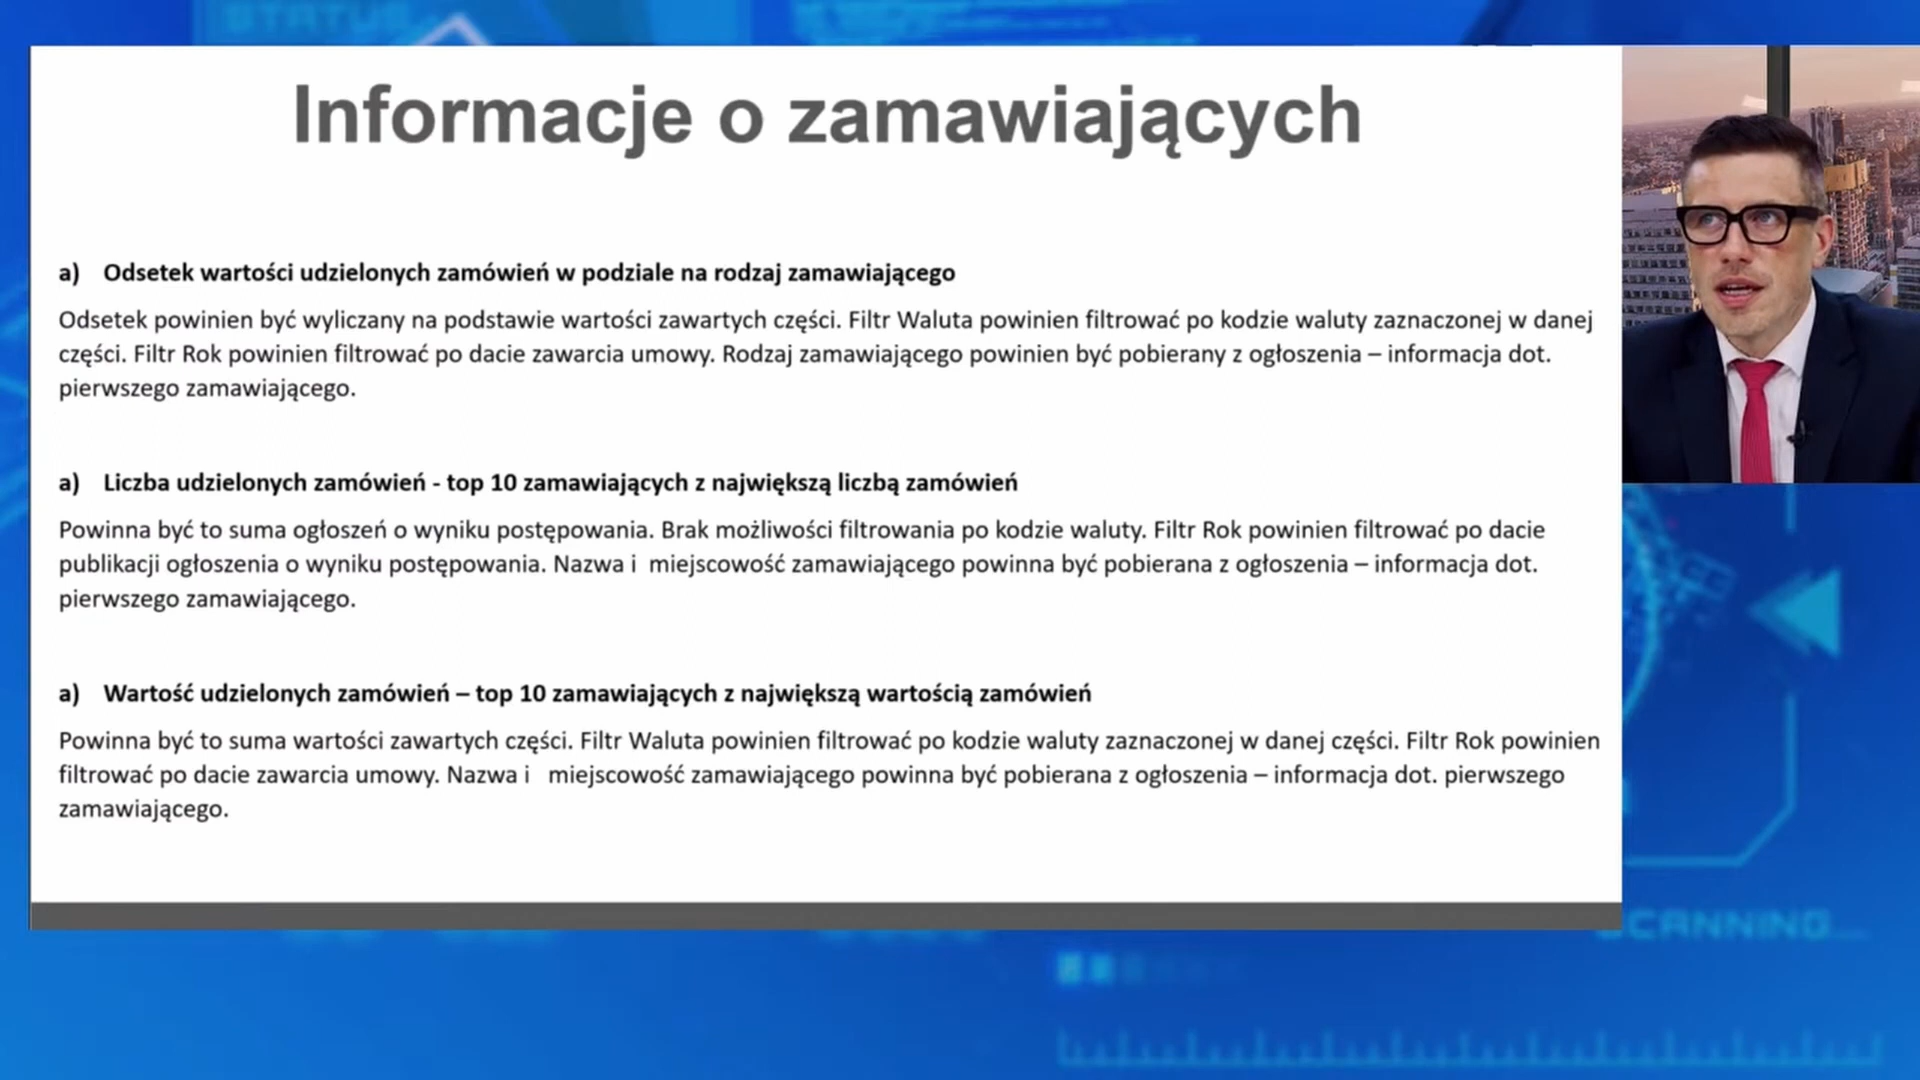 STATUS
Informacje o zamawiających
a) Odsetek wartości udzielonych zamówień w podziale na rodzaj zamawiającego
Odsetek powinien być wyliczany na podstawie wartości zawartych części. Filtr Waluta powinien filtrować po kodzie waluty zaznaczonej w danej
części. Filtr Rok powinien filtrować po dacie zawarcia umowy. Rodzaj zamawiającego powinien być pobierany z ogłoszenia – informacja dot.
pierwszego zamawiającego.
a) Liczba udzielonych zamówień - top 10 zamawiających z największą liczbą zamówień
Powinna być to suma ogłoszeń o wyniku postępowania. Brak możliwości filtrowania po kodzie waluty. Filtr Rok powinien filtrować po dacie
publikacji ogłoszenia o wyniku postępowania. Nazwa i miejscowość zamawiającego powinna być pobierana z ogłoszenia – informacja dot.
pierwszego zamawiającego.
a) Wartość udzielonych zamówień – top 10 zamawiających z największą wartością zamówień
Powinna być to suma wartości zawartych części. Filtr Waluta powinien filtrować po kodzie waluty zaznaczonej w danej części. Filtr Rok powinien
filtrować po dacie zawarcia umowy. Nazwa i miejscowość zamawiającego powinna być pobierana z ogłoszenia – informacja dot. pierwszego
zamawiającego.
SCANNING...